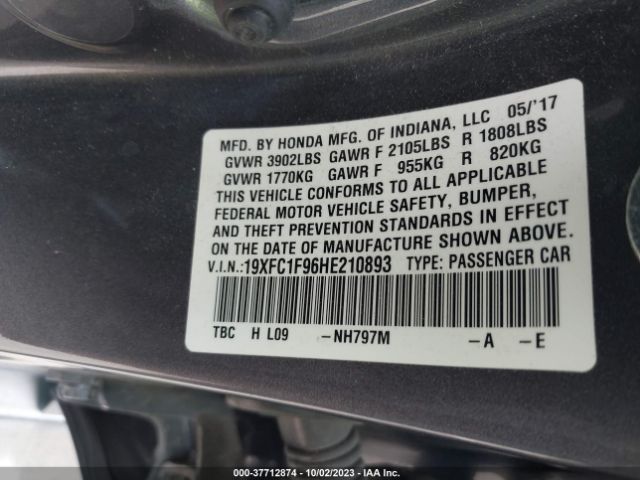 MFD. BY HONDA MFG. OF INDIANA, LLC 05/'17
GVWR 3902LBS GAWR F 2105LBS R 1808LBS
GVWR 1770KG GAWR F 955KG R 820KG
THIS VEHICLE CONFORMS TO ALL APPLICABLE
FEDERAL MOTOR VEHICLE SAFETY, BUMPER,
AND THEFT PREVENTION STANDARDS IN EFFECT
ON THE DATE OF MANUFACTURE SHOWN ABOVE.
V.I.N.:19XFC1F96HE210893 TYPE: PASSENGER CAR
TBC H L09 -NH797M -A -E
000-37712874 | 10/02/2023 | IAA Inc.